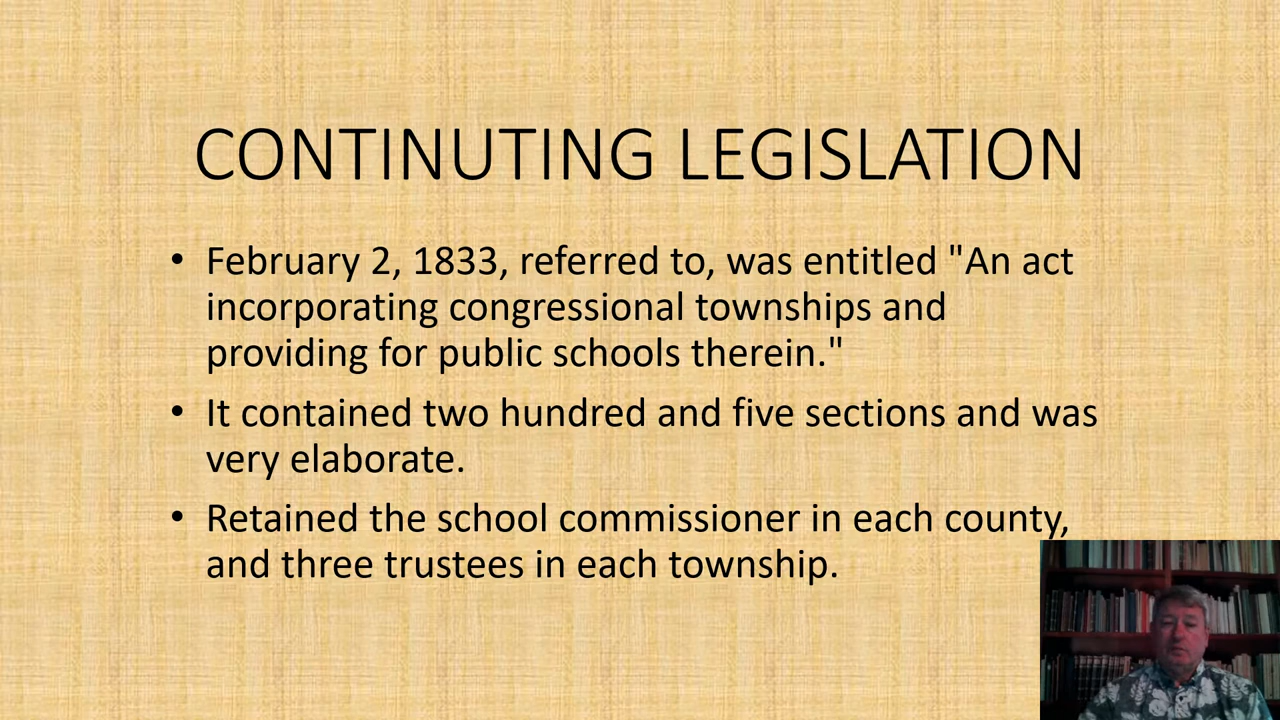 CONTINUTING LEGISLATION
• February 2, 1833, referred to, was entitled "An act
incorporating congressional townships and
providing for public schools therein."
• It contained two hundred and five sections and was
very elaborate.
• Retained the school commissioner in each county,
and three trustees in each township.